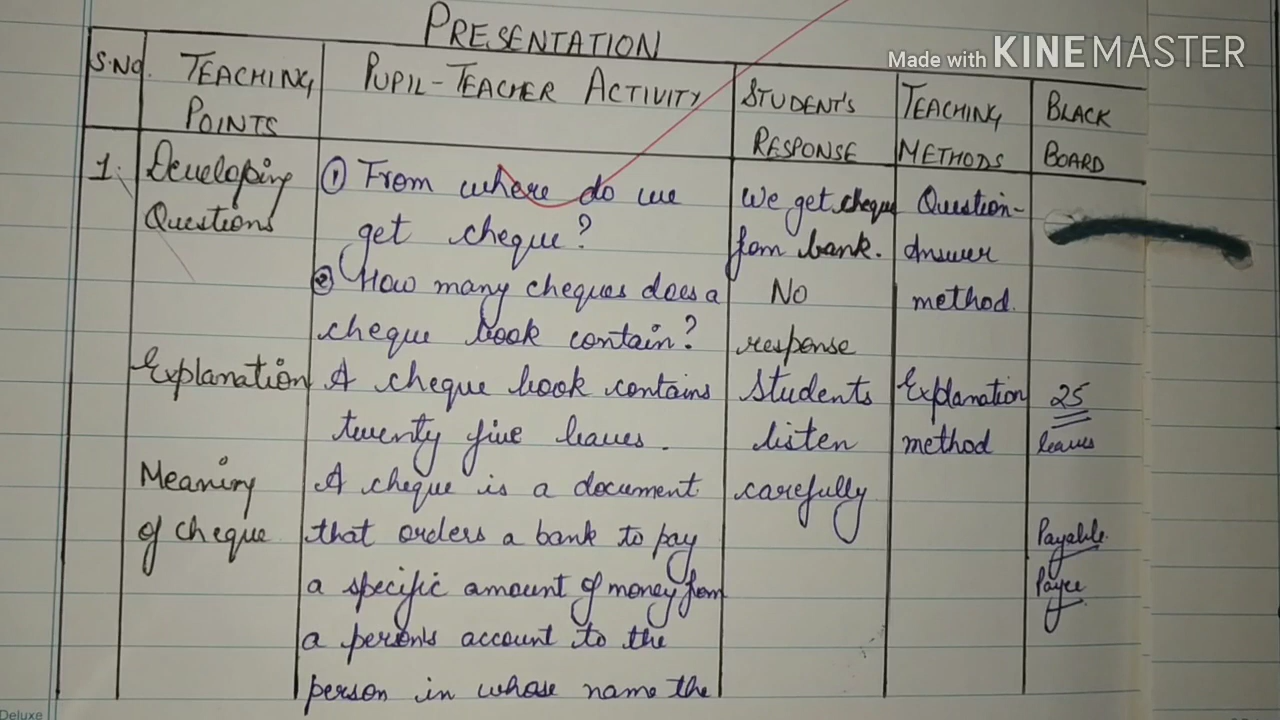 PRESENTATION
Made with KINEMASTER
S.No. TEACHING POINTS PUPIL-TEACHER ACTIVITY STUDENT'S RESPONSE TEACHING METHODS BLACK BOARD
1. Developing ① From where do we We get cheque Question-
Questions get cheque? fom bank. Answer
② How many cheques does a No method.
cheque book contain? response
Explanation A cheque book contains Students Explanation 25
twenty five leaves. listen method leaves
Meaning A cheque is a document carefully
of cheque that orders a bank to pay Payable
a specific amount of money from Payee
a person's account to the
person in whose name the
Deluxe